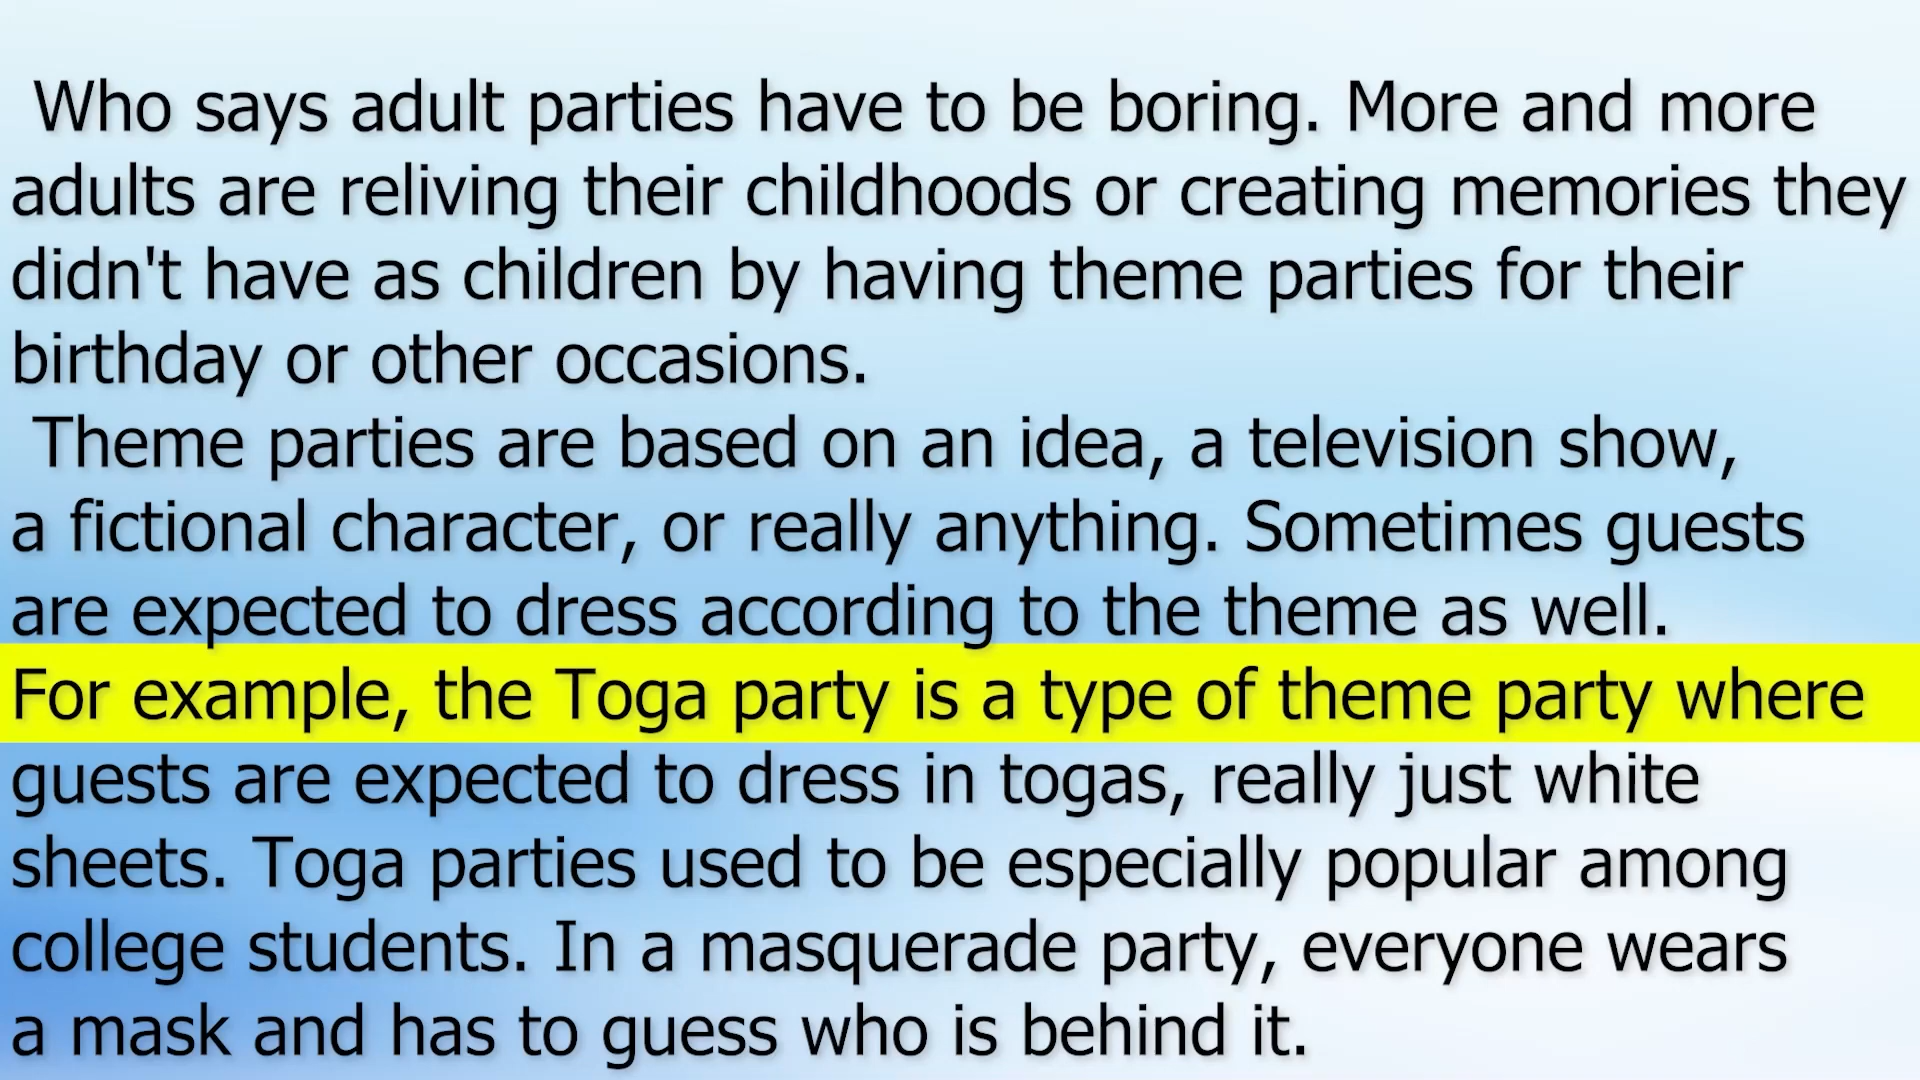 Who says adult parties have to be boring. More and more
adults are reliving their childhoods or creating memories they
didn't have as children by having theme parties for their
birthday or other occasions.
Theme parties are based on an idea, a television show,
a fictional character, or really anything. Sometimes guests
are expected to dress according to the theme as well.
For example, the Toga party is a type of theme party where
guests are expected to dress in togas, really just white
sheets. Toga parties used to be especially popular among
college students. In a masquerade party, everyone wears
a mask and has to guess who is behind it.